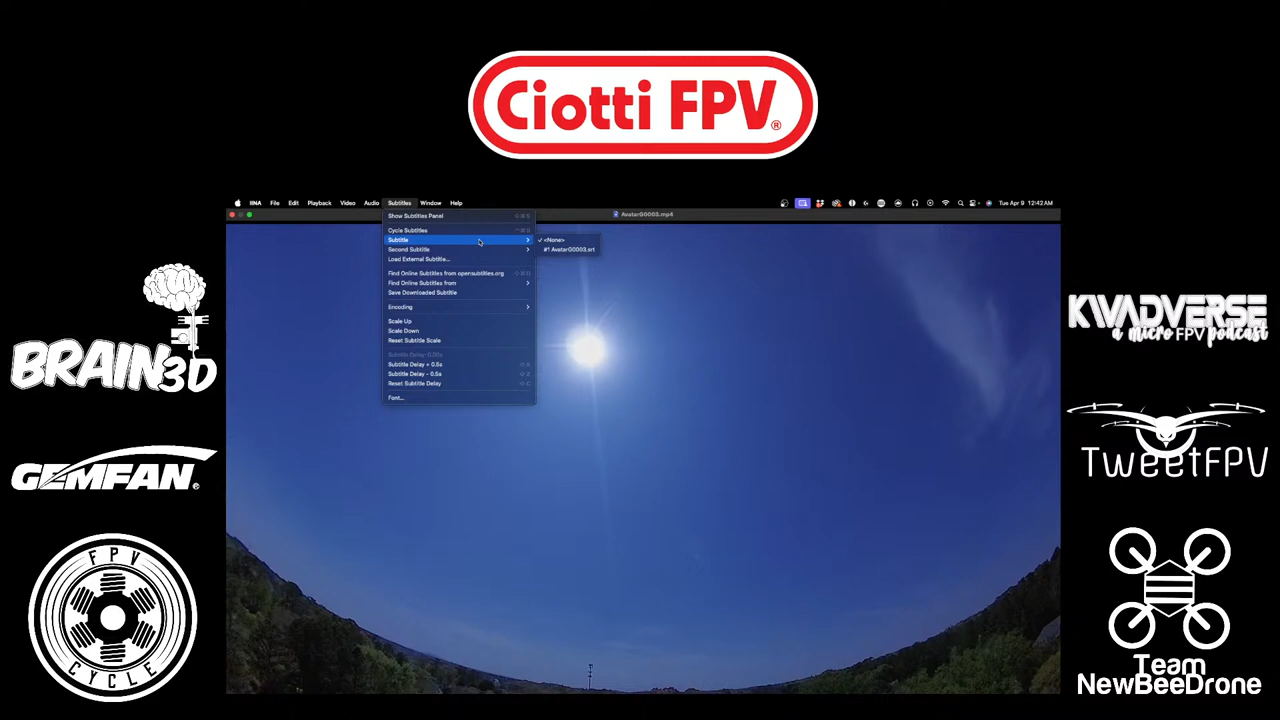 Ciotti FPV®
IINA File Edit Playback Video Audio Subtitles Window Help
Tue Apr 9 12:42 AM
AvatarG0003.mp4
Show Subtitles Panel
Cycle Subtitles
Subtitle
✓ <None>
Second Subtitle
#1 AvatarG0003.srt
Load External Subtitle...
Find Online Subtitles from opensubtitles.org
Find Online Subtitles from
Save Downloaded Subtitle
Encoding
Scale Up
Scale Down
Reset Subtitle Scale
Subtitle Delay: 0.00s
Subtitle Delay + 0.5s
Subtitle Delay - 0.5s
Reset Subtitle Delay
Font...
BRAIN3D
GEMFAN®
FPV
CYCLE
KWADVERSE
a micro FPV podcast
TweetFPV
Team
NewBeeDrone